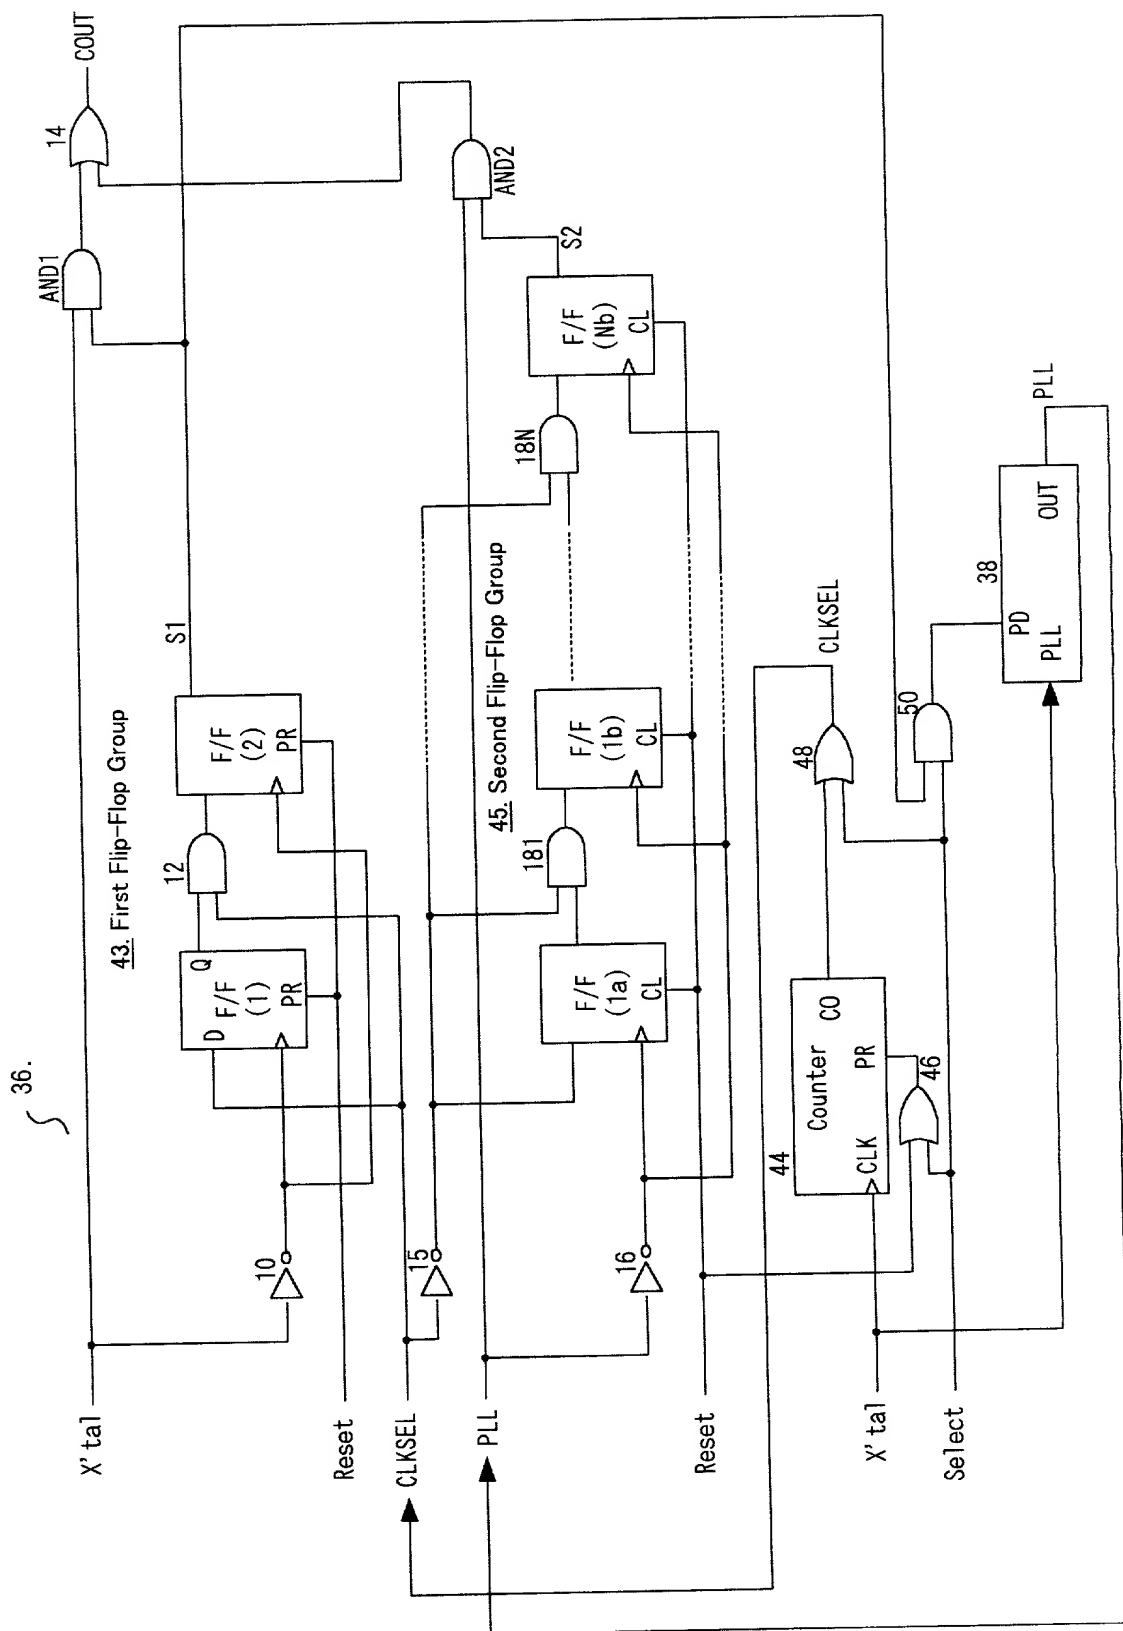 36.
X'tal
10
43. First Flip-Flop Group
D
Q
F/F
(1)
PR
12
F/F
(2)
PR
S1
AND1
14
COUT
Reset
CLKSEL
15
PLL
16
45. Second Flip-Flop Group
F/F
(1a)
CL
181
F/F
(1b)
CL
18N
F/F
(Nb)
CL
S2
AND2
Reset
44
Counter
CO
CLK
PR
46
48
CLKSEL
50
38
PD
PLL
OUT
PLL
X'tal
Select